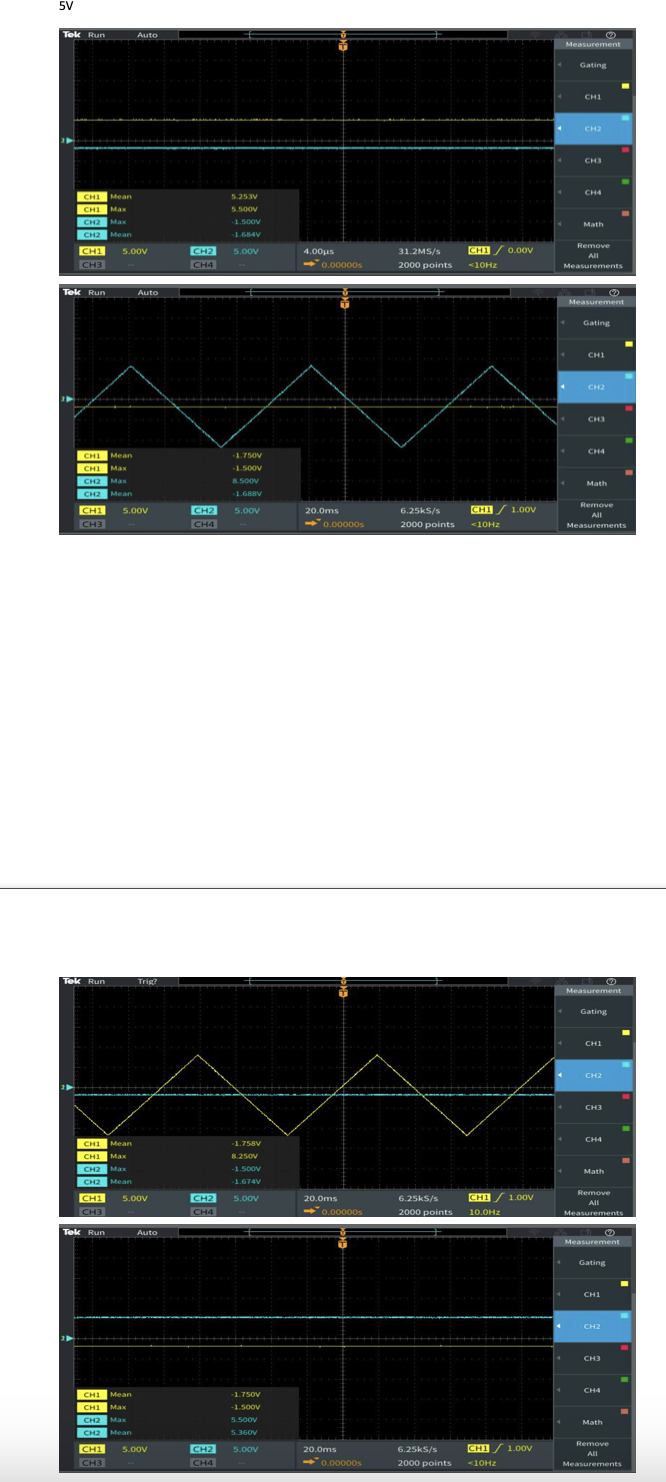 5V
Tek Run Auto
Measurement
Gating
CH1
CH2
CH3
CH4
Math
Remove
All
Measurements
CH1 Mean 5.253V
CH1 Max 5.500V
CH2 Max -1.500V
CH2 Mean -1.684V
CH1 5.00V CH2 5.00V 4.00µs 31.2MS/s CH1 0.00V
CH3 -- CH4 -- 0.00000s 2000 points <10Hz
Tek Run Auto
Measurement
Gating
CH1
CH2
CH3
CH4
Math
Remove
All
Measurements
CH1 Mean -1.750V
CH1 Max -1.500V
CH2 Max 8.500V
CH2 Mean -1.688V
CH1 5.00V CH2 5.00V 20.0ms 6.25kS/s CH1 1.00V
CH3 -- CH4 -- 0.00000s 2000 points <10Hz
Tek Run Trig?
Measurement
Gating
CH1
CH2
CH3
CH4
Math
Remove
All
Measurements
CH1 Mean -1.758V
CH1 Max 8.250V
CH2 Max -1.500V
CH2 Mean -1.674V
CH1 5.00V CH2 5.00V 20.0ms 6.25kS/s CH1 1.00V
CH3 -- CH4 -- 0.00000s 2000 points 10.0Hz
Tek Run Auto
Measurement
Gating
CH1
CH2
CH3
CH4
Math
Remove
All
Measurements
CH1 Mean -1.750V
CH1 Max -1.500V
CH2 Max 5.500V
CH2 Mean 5.360V
CH1 5.00V CH2 5.00V 20.0ms 6.25kS/s CH1 1.00V
CH3 -- CH4 -- 0.00000s 2000 points <10Hz